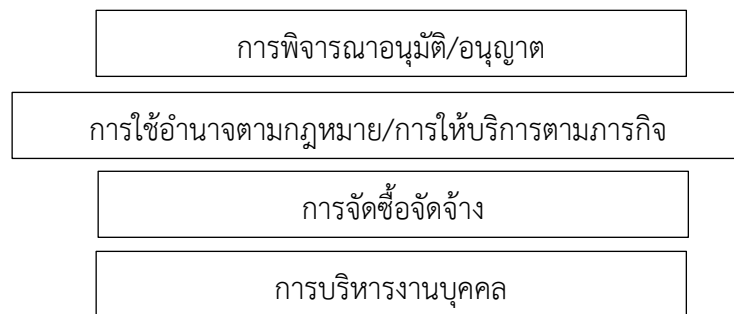 การพิจารณาอนุมัติ/อนุญาต
การใช้อำนาจตามกฎหมาย/การให้บริการตามภารกิจ
การจัดซื้อจัดจ้าง
การบริหารงานบุคคล